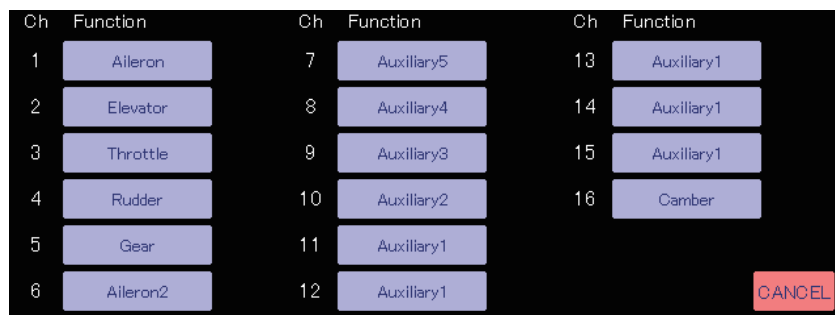 Ch Function Ch Function Ch Function
1 Aileron 7 Auxiliary5 13 Auxiliary1
2 Elevator 8 Auxiliary4 14 Auxiliary1
3 Throttle 9 Auxiliary3 15 Auxiliary1
4 Rudder 10 Auxiliary2 16 Camber
5 Gear 11 Auxiliary1
6 Aileron2 12 Auxiliary1 CANCEL